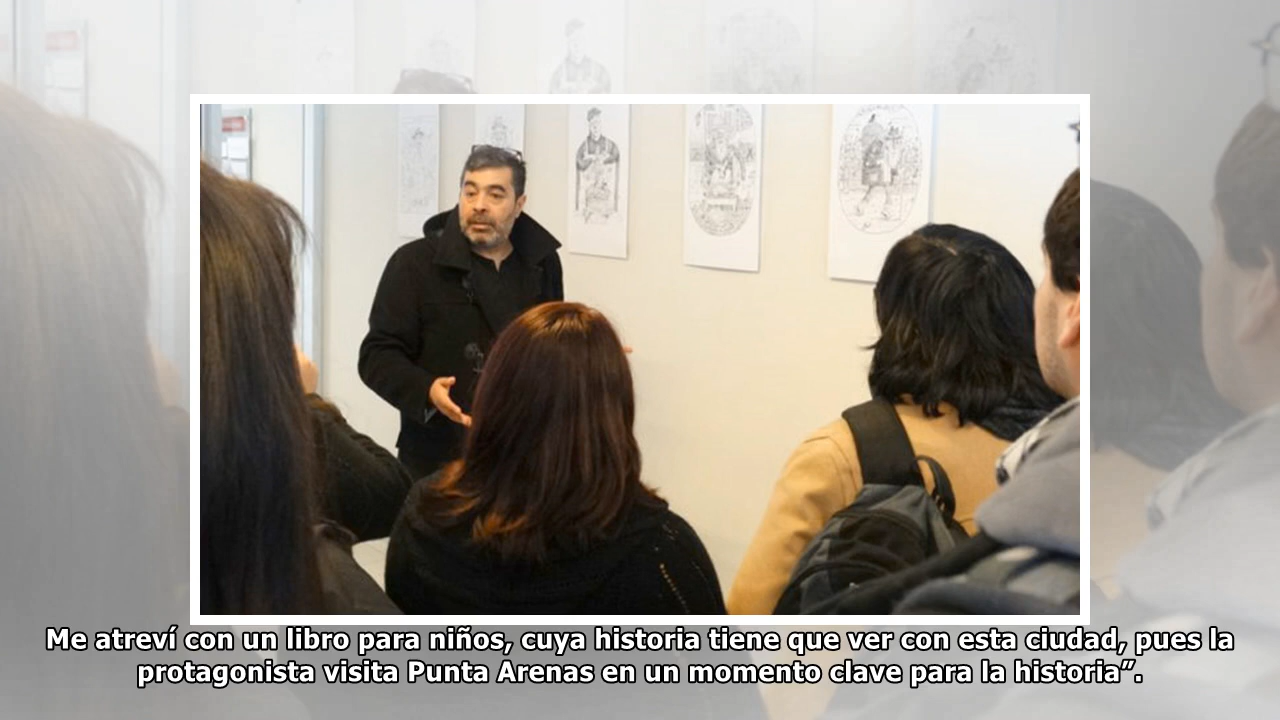 Me atreví con un libro para niños, cuya historia tiene que ver con esta ciudad, pues la
protagonista visita Punta Arenas en un momento clave para la historia”.